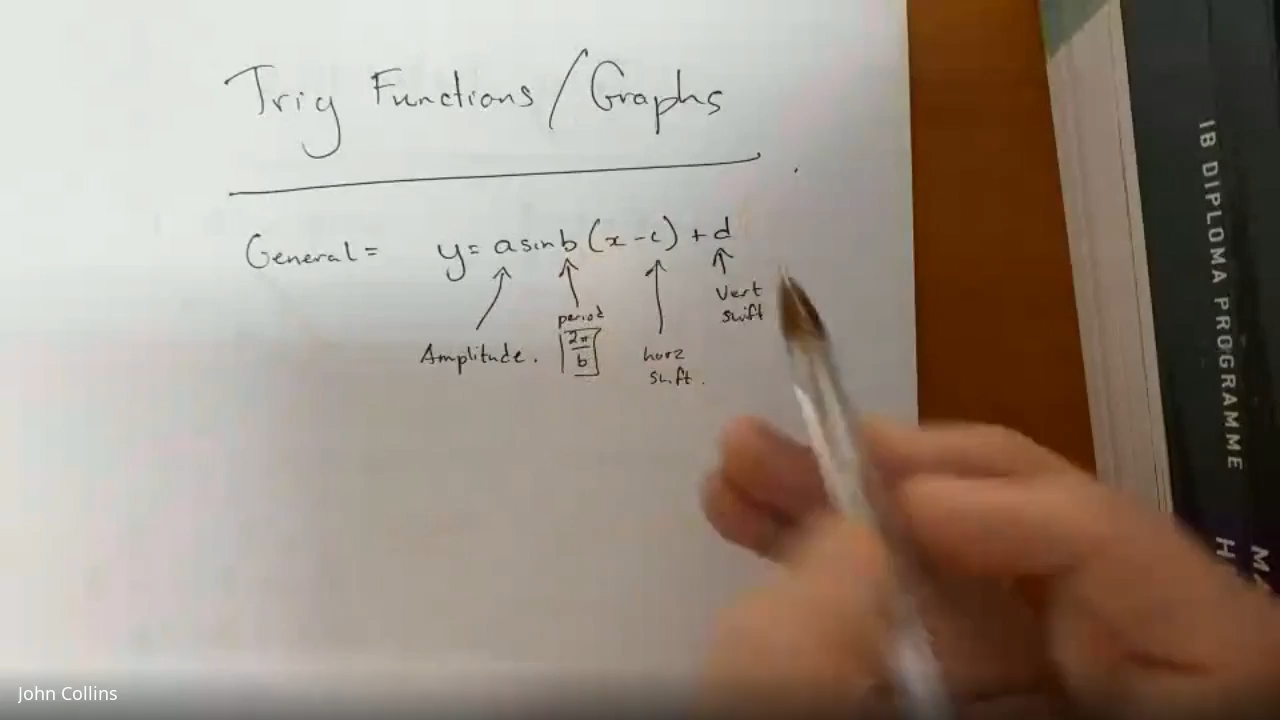 Trig Functions / Graphs
General = y = a sin b (x - c) + d
Amplitude.
period
2π
b
horz
shift.
Vert
shift
IB DIPLOMA PROGRAMME
John Collins